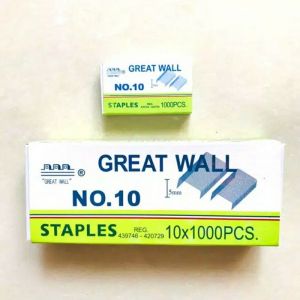 GREAT WALL
NO.10
STAPLES
1000PCS.
GREAT WALL
"GREAT WALL"
NO.10
5mm
STAPLES
REG.
439746 - 420729
10x1000PCS.